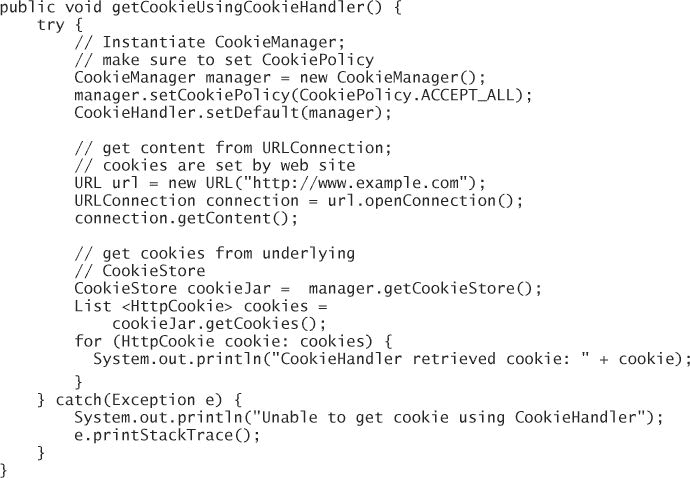 public void getCookieUsingCookieHandler() {
    try {
        // Instantiate CookieManager;
        // make sure to set CookiePolicy
        CookieManager manager = new CookieManager();
        manager.setCookiePolicy(CookiePolicy.ACCEPT_ALL);
        CookieHandler.setDefault(manager);

        // get content from URLConnection;
        // cookies are set by web site
        URL url = new URL("http://www.example.com");
        URLConnection connection = url.openConnection();
        connection.getContent();

        // get cookies from underlying
        // CookieStore
        CookieStore cookieJar =  manager.getCookieStore();
        List <HttpCookie> cookies =
            cookieJar.getCookies();
        for (HttpCookie cookie: cookies) {
          System.out.println("CookieHandler retrieved cookie: " + cookie);
        }
    } catch(Exception e) {
        System.out.println("Unable to get cookie using CookieHandler");
        e.printStackTrace();
    }
}